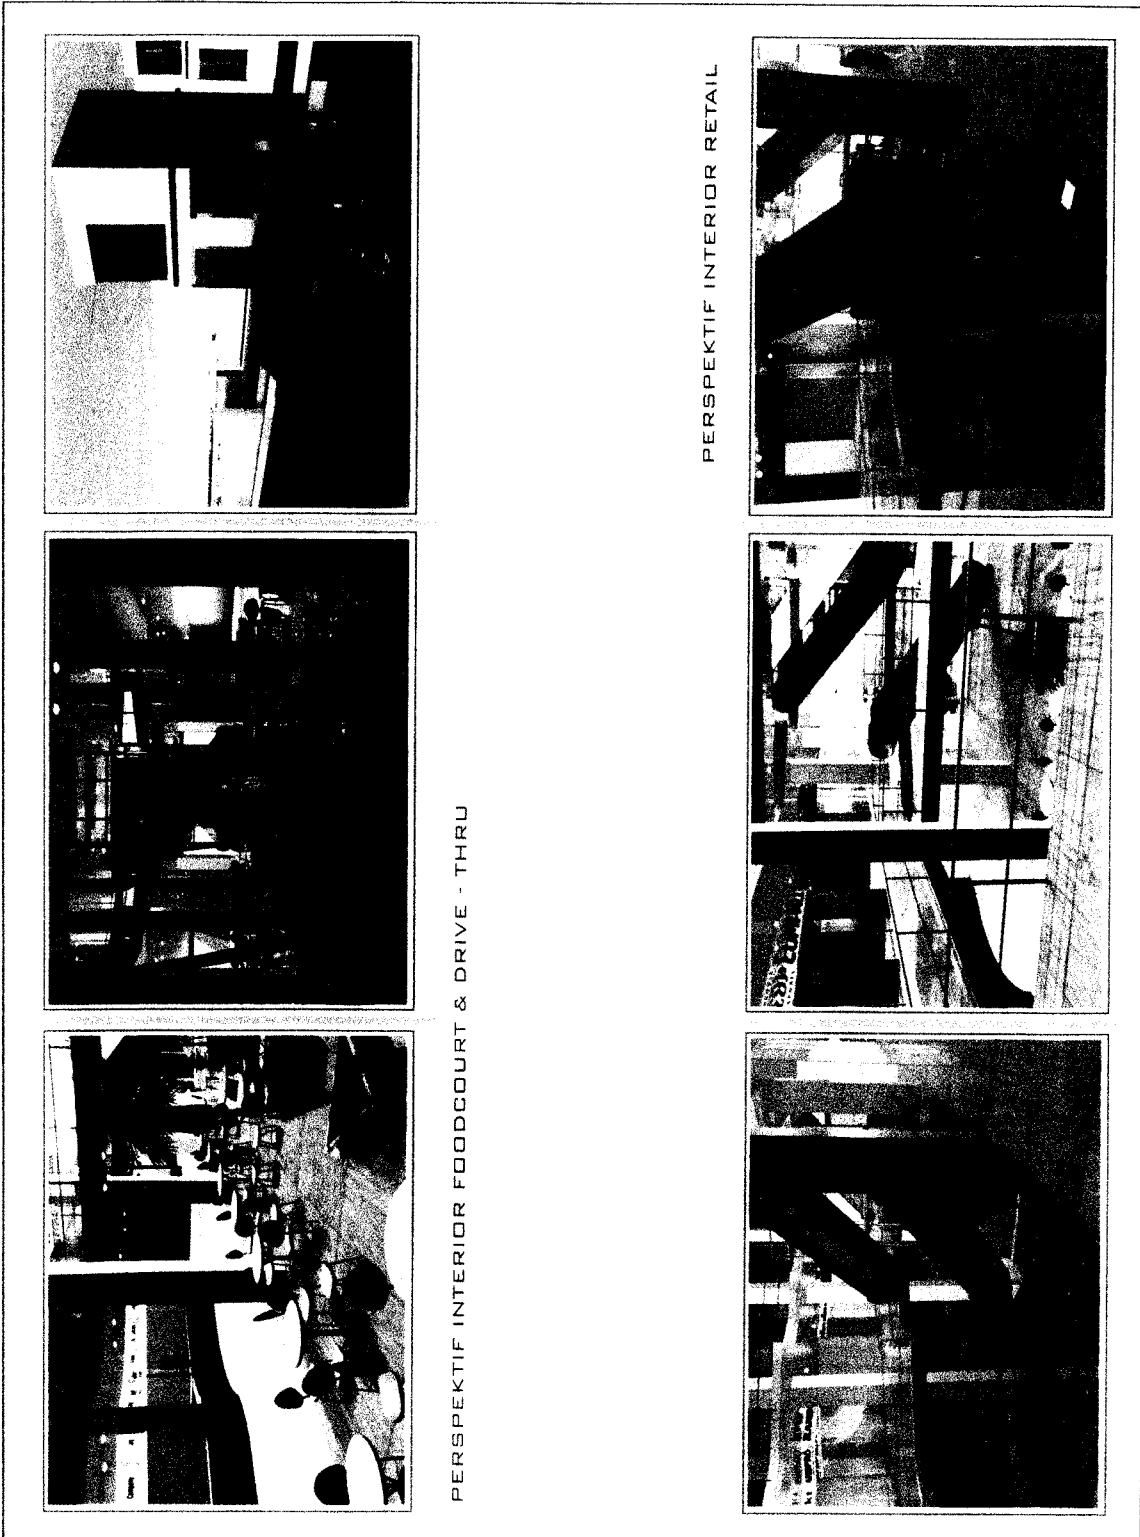 PERSPEKTIF INTERIOR FOODCOURT & DRIVE - THRU
PERSPEKTIF INTERIOR RETAIL